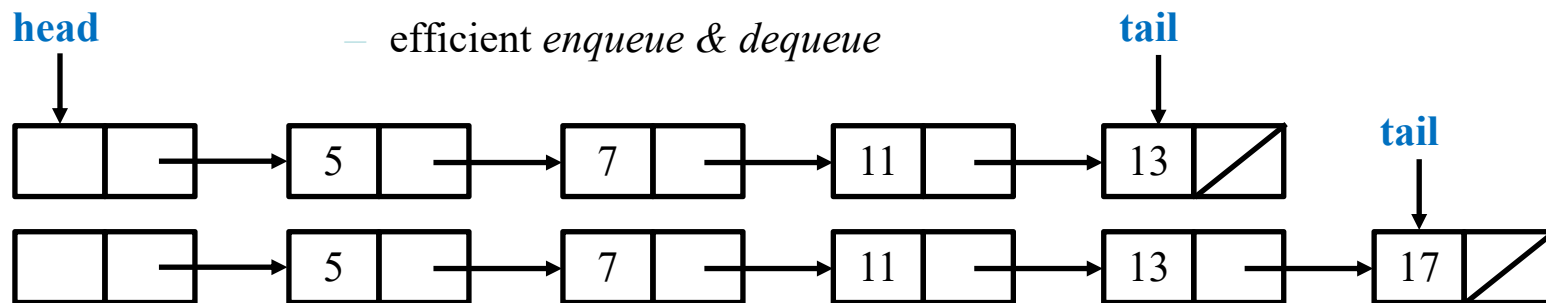 head – efficient enqueue & dequeue tail
tail
5 7 11 13
5 7 11 13 17